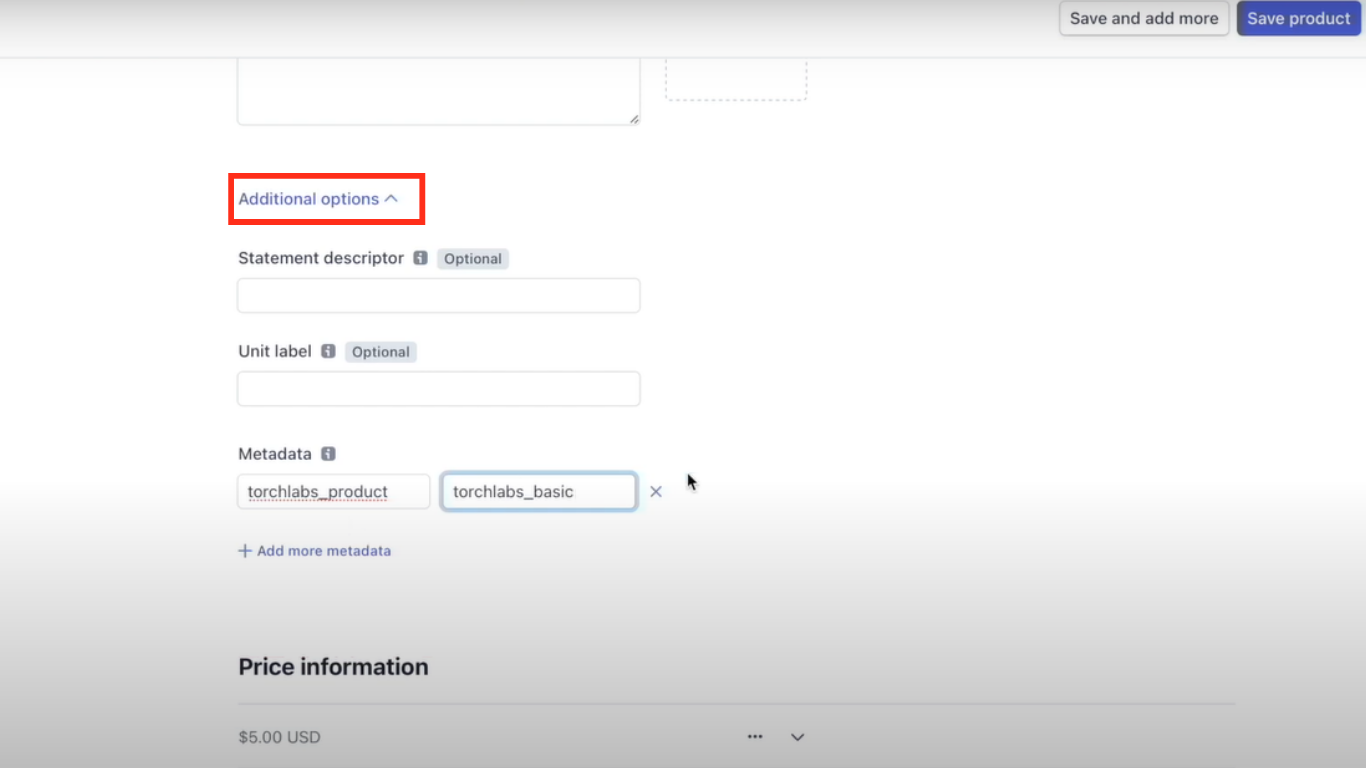 Save and add more
Save product
Additional options
Statement descriptor
Optional
Unit label
Optional
Metadata
torchlabs_product
torchlabs_basic
+ Add more metadata
Price information
$5.00 USD